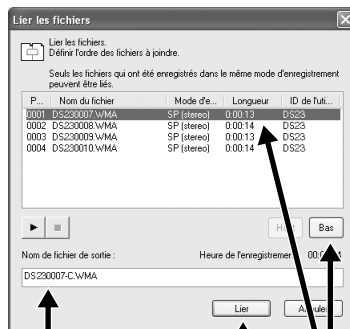 Lier les fichiers
Lier les fichiers.
Définir l'ordre des fichiers à joindre.
Seuls les fichiers qui ont été enregistrés dans le même mode d'enregistrement
peuvent être liés.
P... Nom du fichier Mode d'e... Longueur ID de l'uti...
0001 DS230007.WMA SP (stereo) 0:00:13 DS23
0002 DS230008.WMA SP (stereo) 0:00:14 DS23
0003 DS230009.WMA SP (stereo) 0:00:13 DS23
0004 DS230010.WMA SP (stereo) 0:00:14 DS23
Bas
Nom de fichier de sortie : Heure de
DS230007-C.WMA
Lier